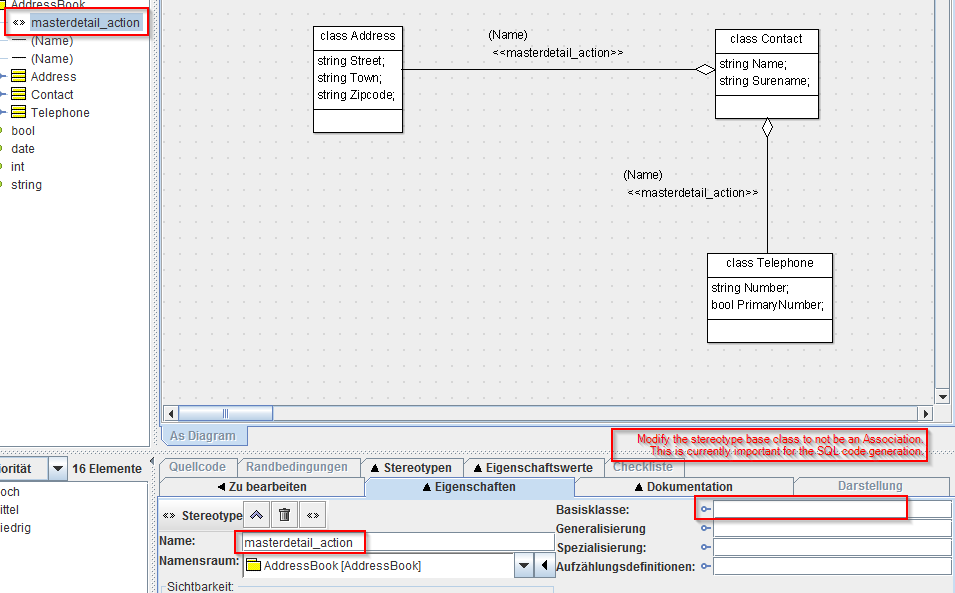 AddressBook
<<>> masterdetail_action
(Name)
(Name)
Address
Contact
Telephone
bool
date
int
string
class Address
string Street;
string Town;
string Zipcode;
(Name)
<<masterdetail_action>>
class Contact
string Name;
string Surename;
(Name)
<<masterdetail_action>>
class Telephone
string Number;
bool PrimaryNumber;
As Diagram
Modify the stereotype base class to not be an Association.
This is currently important for the SQL code generation.
iorität
16 Elemente
och
ittel
iedrig
Quellcode
Randbedingungen
Stereotypen
Eigenschaftswerte
Checkliste
Zu bearbeiten
Eigenschaften
Dokumentation
Darstellung
<<>> Stereotype
<<>>
Name:
masterdetail_action
Namensraum:
AddressBook [AddressBook]
Sichtbarkeit:
Basisklasse:
Generalisierung
Spezialisierung:
Aufzählungsdefinitionen: